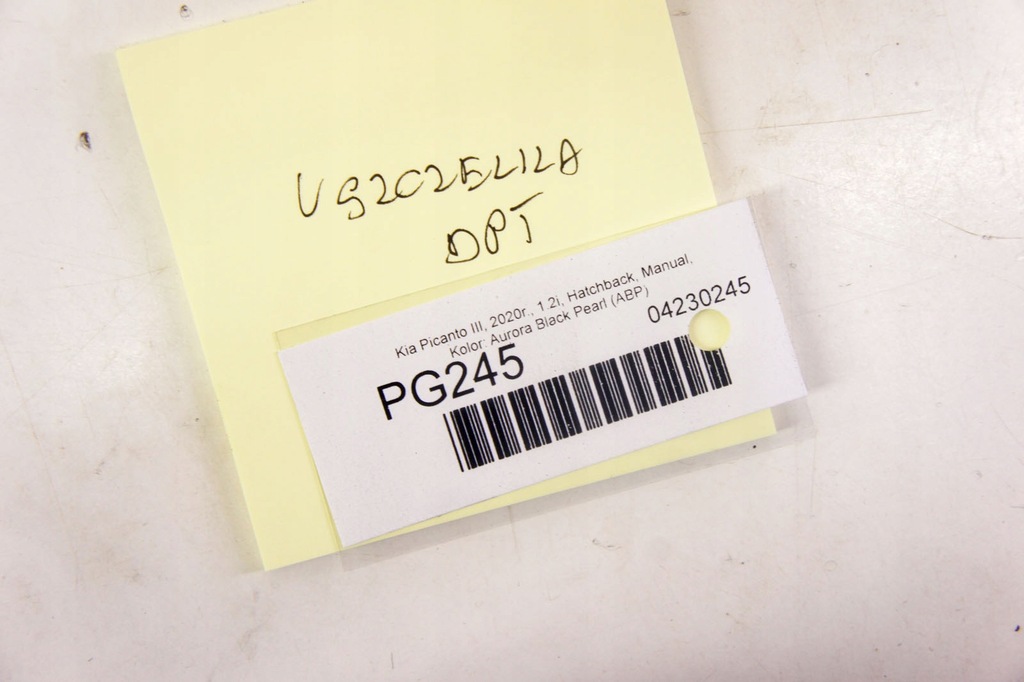 USZCZELKA
DPT
Kia Picanto III, 2020r., 1.2i, Hatchback, Manual,
Kolor: Aurora Black Pearl (ABP)
04230245
PG245